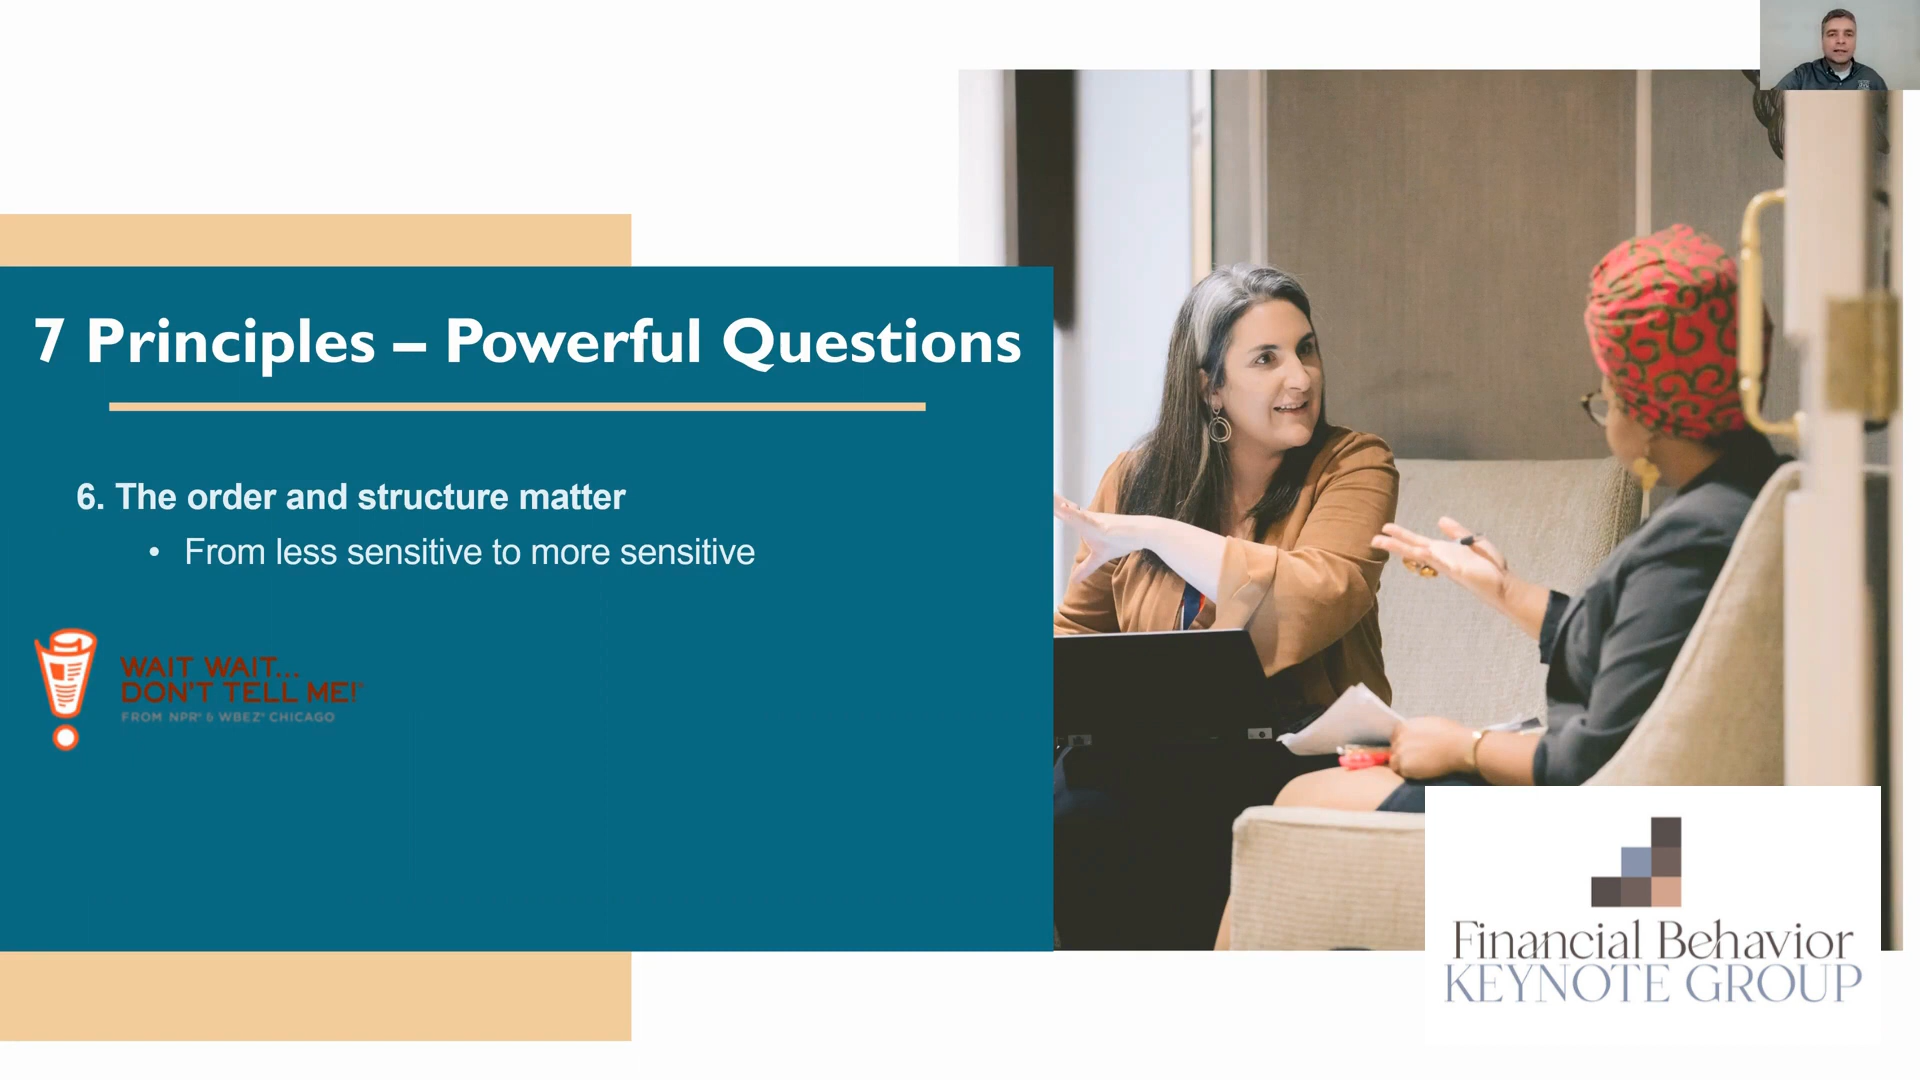 7 Principles – Powerful Questions
6. The order and structure matter
• From less sensitive to more sensitive
WAIT WAIT...
DON'T TELL ME!
FROM NPR® & WBEZ® CHICAGO
Financial Behavior
KEYNOTE GROUP